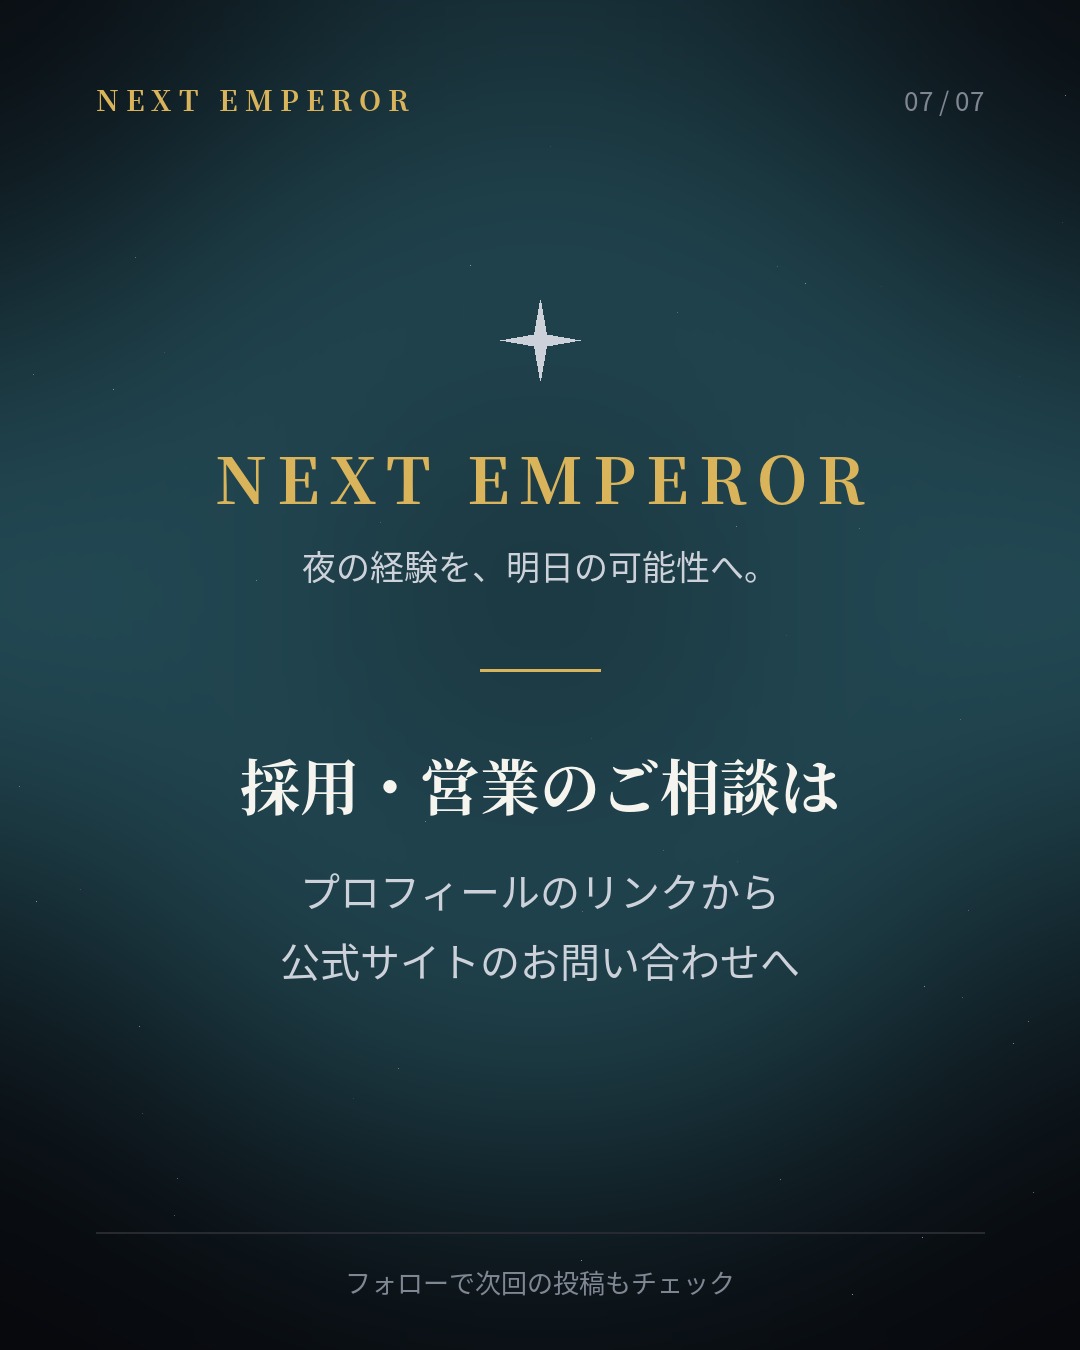 NEXT EMPEROR
07 / 07
NEXT EMPEROR
夜の経験を、明日の可能性へ。
採用・営業のご相談は
プロフィールのリンクから
公式サイトのお問い合わせへ
フォローで次回の投稿もチェック